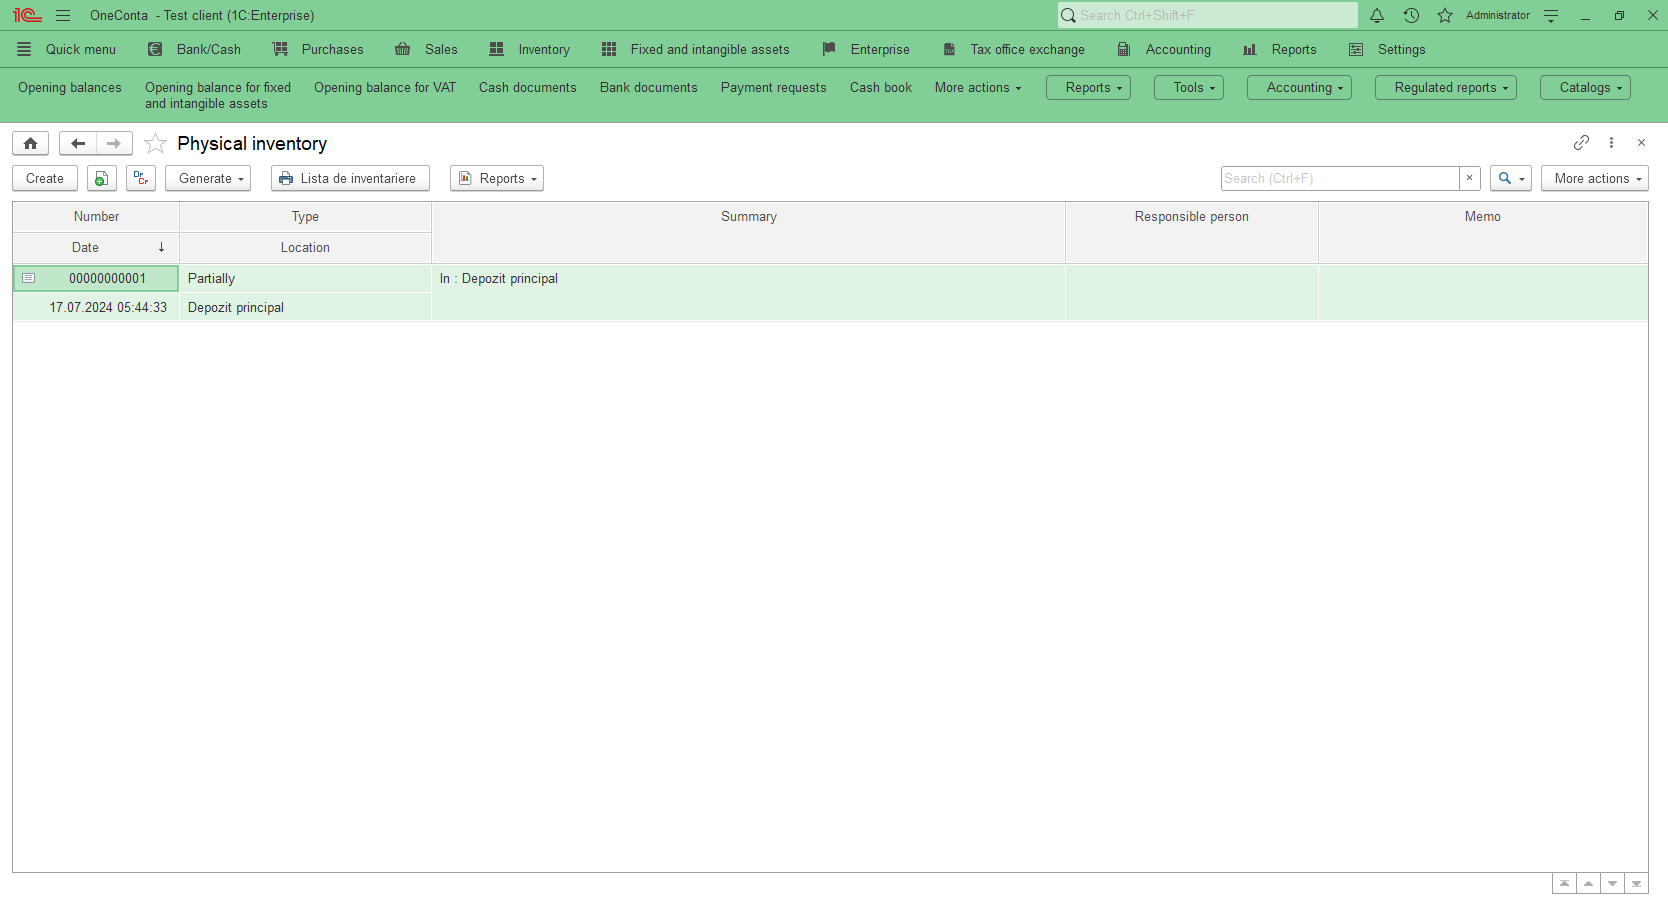 1C OneConta - Test client (1C:Enterprise) Search Ctrl+Shift+F Administrator
Quick menu Bank/Cash Purchases Sales Inventory Fixed and intangible assets Enterprise Tax office exchange Accounting Reports Settings
Opening balances Opening balance for fixed Opening balance for VAT Cash documents Bank documents Payment requests Cash book More actions Reports Tools Accounting Regulated reports Catalogs
and intangible assets
Physical inventory
Create Dr Cr Generate Lista de inventariere Reports Search (Ctrl+F) × More actions
Number Type Summary Responsible person Memo
Date ↓ Location
00000000001 Partially In : Depozit principal
17.07.2024 05:44:33 Depozit principal